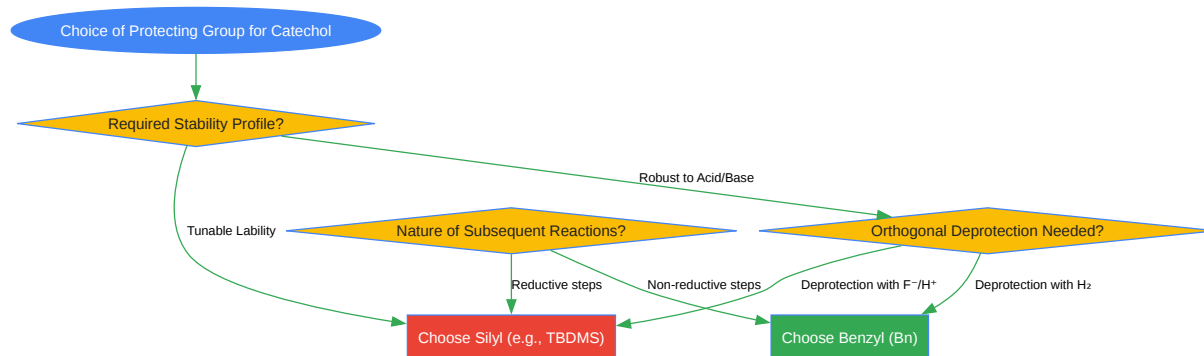 Choice of Protecting Group for Catechol
Required Stability Profile?
Robust to Acid/Base
Tunable Lability
Nature of Subsequent Reactions?
Orthogonal Deprotection Needed?
Reductive steps
Non-reductive steps
Deprotection with F⁻/H⁺
Deprotection with H₂
Choose Silyl (e.g., TBDMS)
Choose Benzyl (Bn)